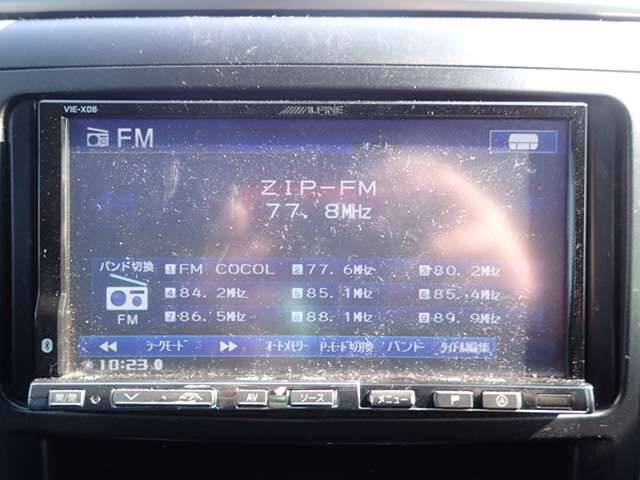 VIE-X08 ALPINE
FM
オート
ZIP-FM
77.8MHz
バンド切換
FM
1 FM COCOL 2 77.6MHz 3 80.2MHz
4 84.2MHz 5 85.1MHz 6 85.4MHz
7 86.5MHz 8 88.1MHz 9 89.9MHz
シークモード オートメモリー P.モード切換 バンド タイトル編集
10:23
開/閉 AV ソース メニュー P A